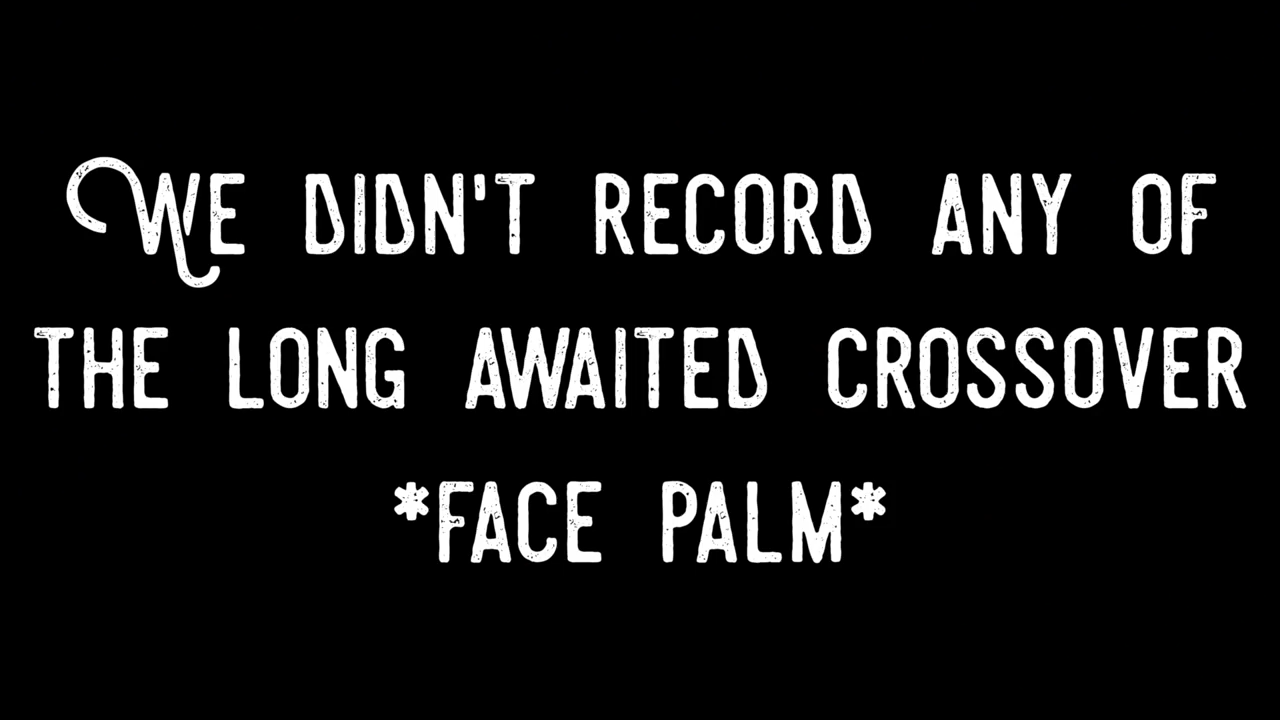 We didn't record any of
the long awaited crossover
*face palm*